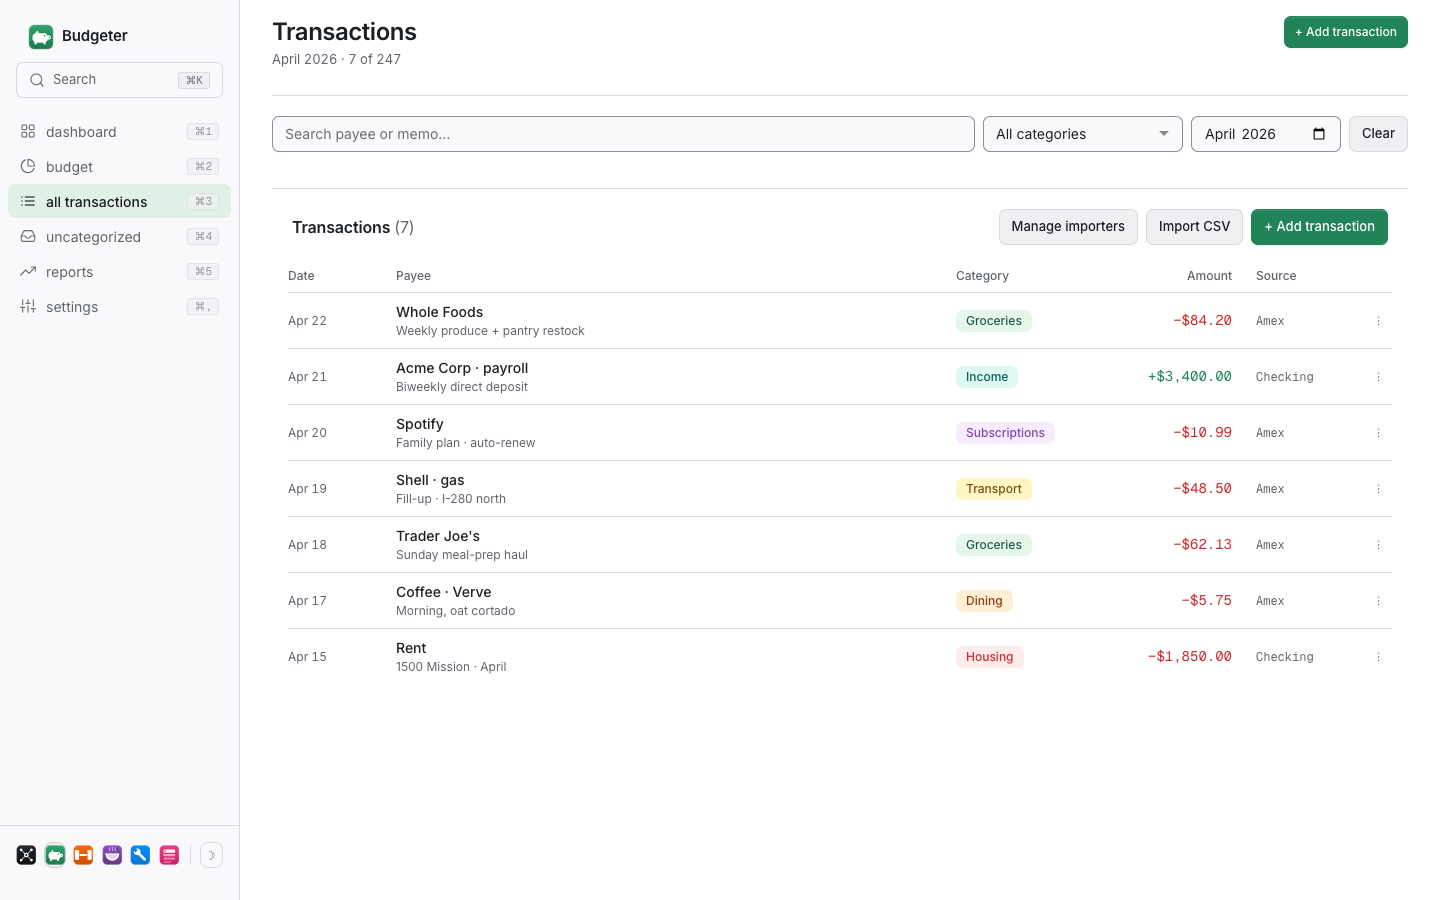 Budgeter
Search ⌘K
dashboard ⌘1
budget ⌘2
all transactions ⌘3
uncategorized ⌘4
reports ⌘5
settings ⌘,
Transactions
+ Add transaction
April 2026 · 7 of 247
Search payee or memo...
All categories
April 2026
Clear
Transactions (7)
Manage importers
Import CSV
+ Add transaction
Date Payee Category Amount Source
Apr 22 Whole Foods Groceries −$84.20 Amex
Weekly produce + pantry restock
Apr 21 Acme Corp · payroll Income +$3,400.00 Checking
Biweekly direct deposit
Apr 20 Spotify Subscriptions −$10.99 Amex
Family plan · auto-renew
Apr 19 Shell · gas Transport −$48.50 Amex
Fill-up · I-280 north
Apr 18 Trader Joe's Groceries −$62.13 Amex
Sunday meal-prep haul
Apr 17 Coffee · Verve Dining −$5.75 Amex
Morning, oat cortado
Apr 15 Rent Housing −$1,850.00 Checking
1500 Mission · April